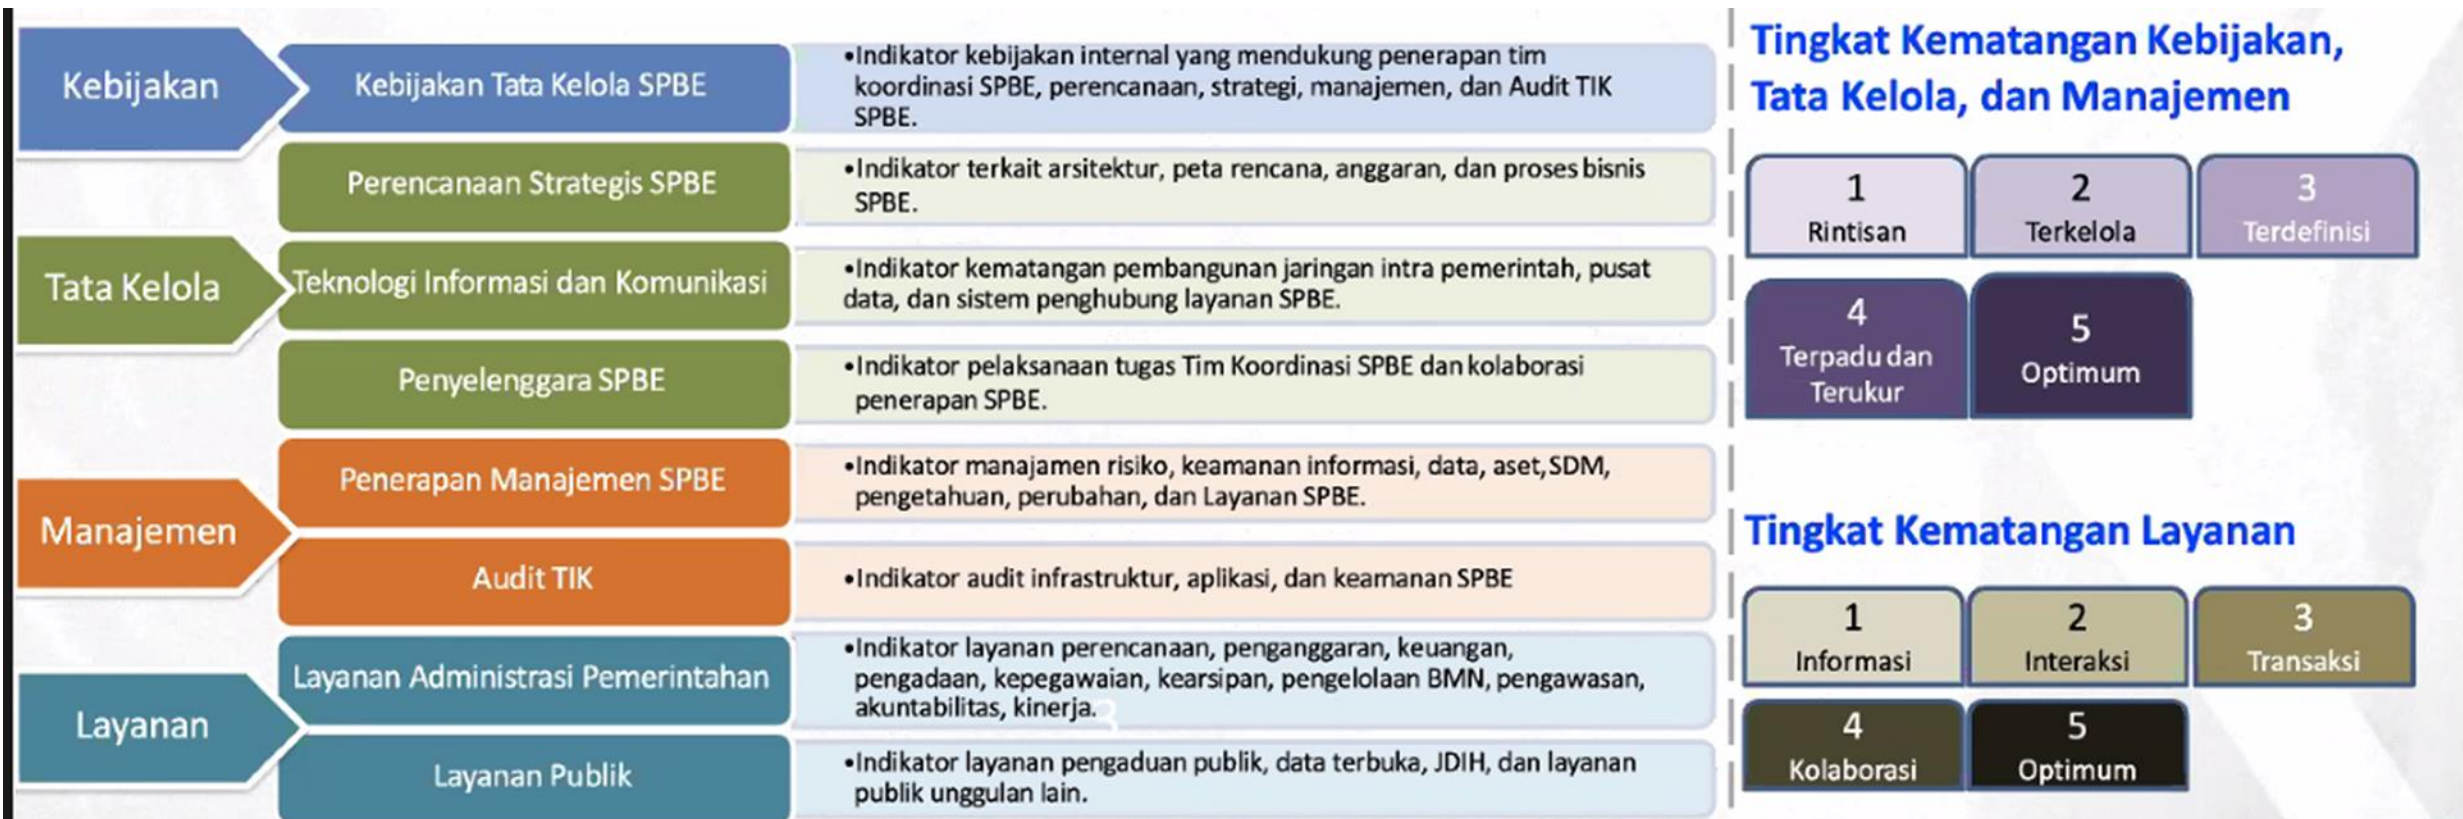 Kebijakan
Kebijakan Tata Kelola SPBE
•Indikator kebijakan internal yang mendukung penerapan tim
koordinasi SPBE, perencanaan, strategi, manajemen, dan Audit TIK
SPBE.
Tata Kelola
Perencanaan Strategis SPBE
•Indikator terkait arsitektur, peta rencana, anggaran, dan proses bisnis
SPBE.
Teknologi Informasi dan Komunikasi
•Indikator kematangan pembangunan jaringan intra pemerintah, pusat
data, dan sistem penghubung layanan SPBE.
Penyelenggara SPBE
•Indikator pelaksanaan tugas Tim Koordinasi SPBE dan kolaborasi
penerapan SPBE.
Manajemen
Penerapan Manajemen SPBE
•Indikator manajamen risiko, keamanan informasi, data, aset, SDM,
pengetahuan, perubahan, dan Layanan SPBE.
Audit TIK
•Indikator audit infrastruktur, aplikasi, dan keamanan SPBE
Layanan
Layanan Administrasi Pemerintahan
•Indikator layanan perencanaan, penganggaran, keuangan,
pengadaan, kepegawaian, kearsipan, pengelolaan BMN, pengawasan,
akuntabilitas, kinerja.
3
Layanan Publik
•Indikator layanan pengaduan publik, data terbuka, JDIH, dan layanan
publik unggulan lain.
Tingkat Kematangan Kebijakan,
Tata Kelola, dan Manajemen
1
Rintisan
2
Terkelola
3
Terdefinisi
4
Terpadu dan
Terukur
5
Optimum
Tingkat Kematangan Layanan
1
Informasi
2
Interaksi
3
Transaksi
4
Kolaborasi
5
Optimum